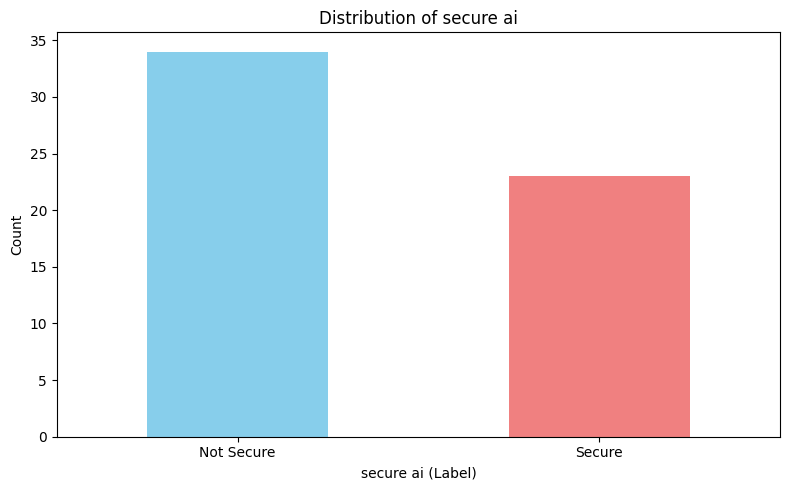 Distribution of secure ai
35
30
25
20
15
10
5
0
Count
Not Secure
Secure
secure ai (Label)